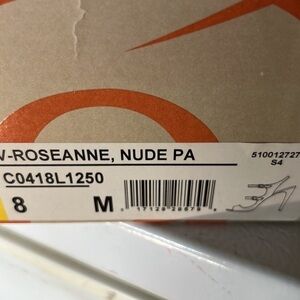 V-ROSEANNE, NUDE PA
510012727
S4
C0418L1250
8 M